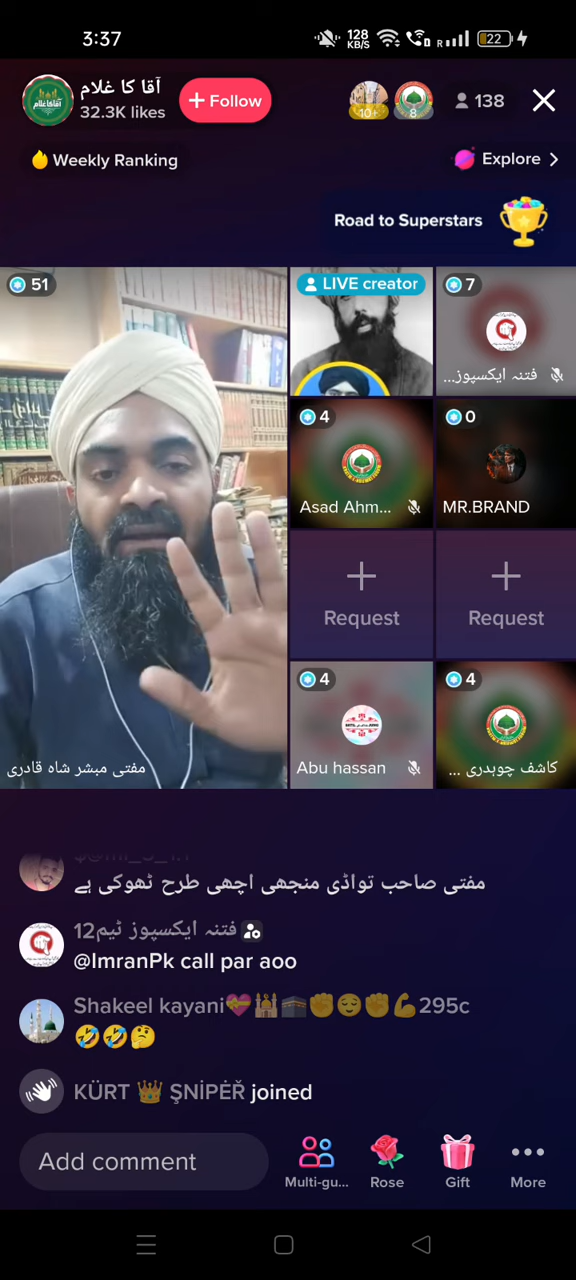 3:37
128 KB/S
R
22
آقا کا غلام
32.3K likes
+ Follow
10+
8
138
Weekly Ranking
Explore
Road to Superstars
51
LIVE creator
7
فتنہ ایکسپوز...
4
Asad Ahm...
0
MR.BRAND
Request
Request
4
Abu hassan
4
کاشف چوہدری ...
مفتی مبشر شاہ قادری
مفتی صاحب تواڈی منجھی اچھی طرح ٹھوکی ہے
فتنہ ایکسپوز ٹیم12
@ImranPk call par aoo
Shakeel kayani💝🕌🕋✊😌✊💪295c
🤣🤣🤔
KÜRT 👑 ŞNİPĖŘ joined
Add comment
Multi-gu...
Rose
Gift
More